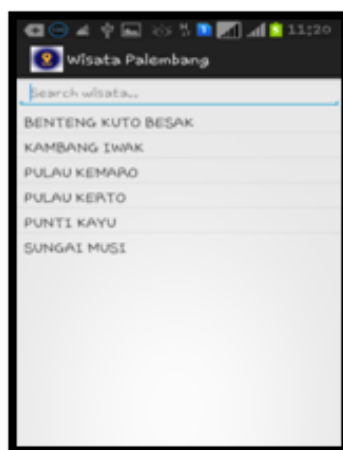 11:20
Wisata Palembang
Search wisata..
BENTENG KUTO BESAK
KAMBANG IWAK
PULAU KEMARO
PULAU KERTO
PUNTI KAYU
SUNGAI MUSI